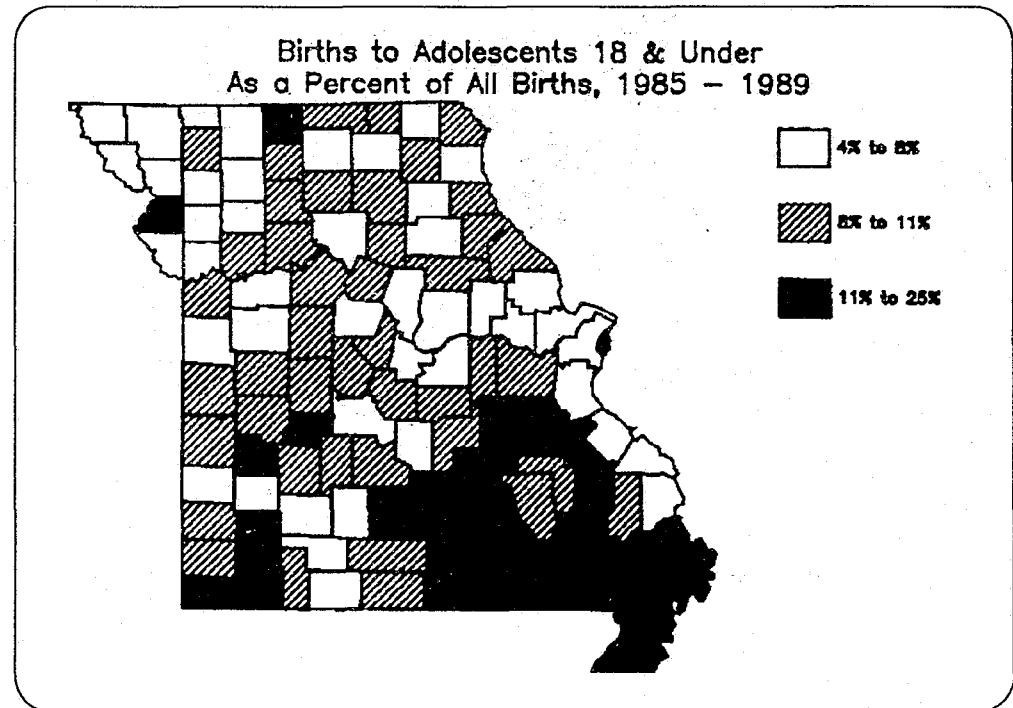 Births to Adolescents 18 & Under
As a Percent of All Births, 1985 – 1989
4% to 8%
8% to 11%
11% to 25%